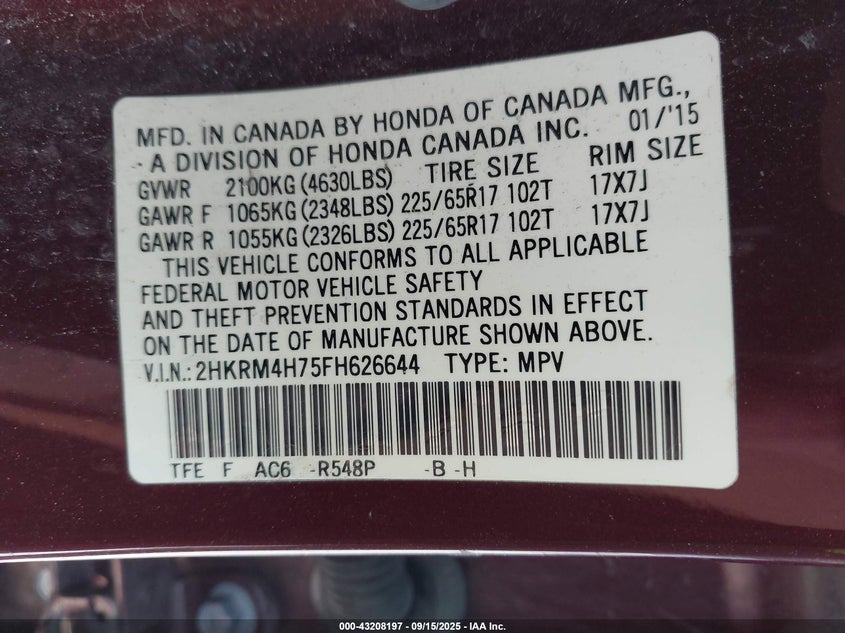 MFD. IN CANADA BY HONDA OF CANADA MFG.,
A DIVISION OF HONDA CANADA INC. 01/'15
GVWR 2100KG (4630LBS) TIRE SIZE RIM SIZE
GAWR F 1065KG (2348LBS) 225/65R17 102T 17X7J
GAWR R 1055KG (2326LBS) 225/65R17 102T 17X7J
THIS VEHICLE CONFORMS TO ALL APPLICABLE
FEDERAL MOTOR VEHICLE SAFETY
AND THEFT PREVENTION STANDARDS IN EFFECT
ON THE DATE OF MANUFACTURE SHOWN ABOVE.
V.I.N.: 2HKRM4H75FH626644 TYPE: MPV
TFE F AC6 -R548P -B -H
000-43208197 - 09/15/2025 - IAA Inc.